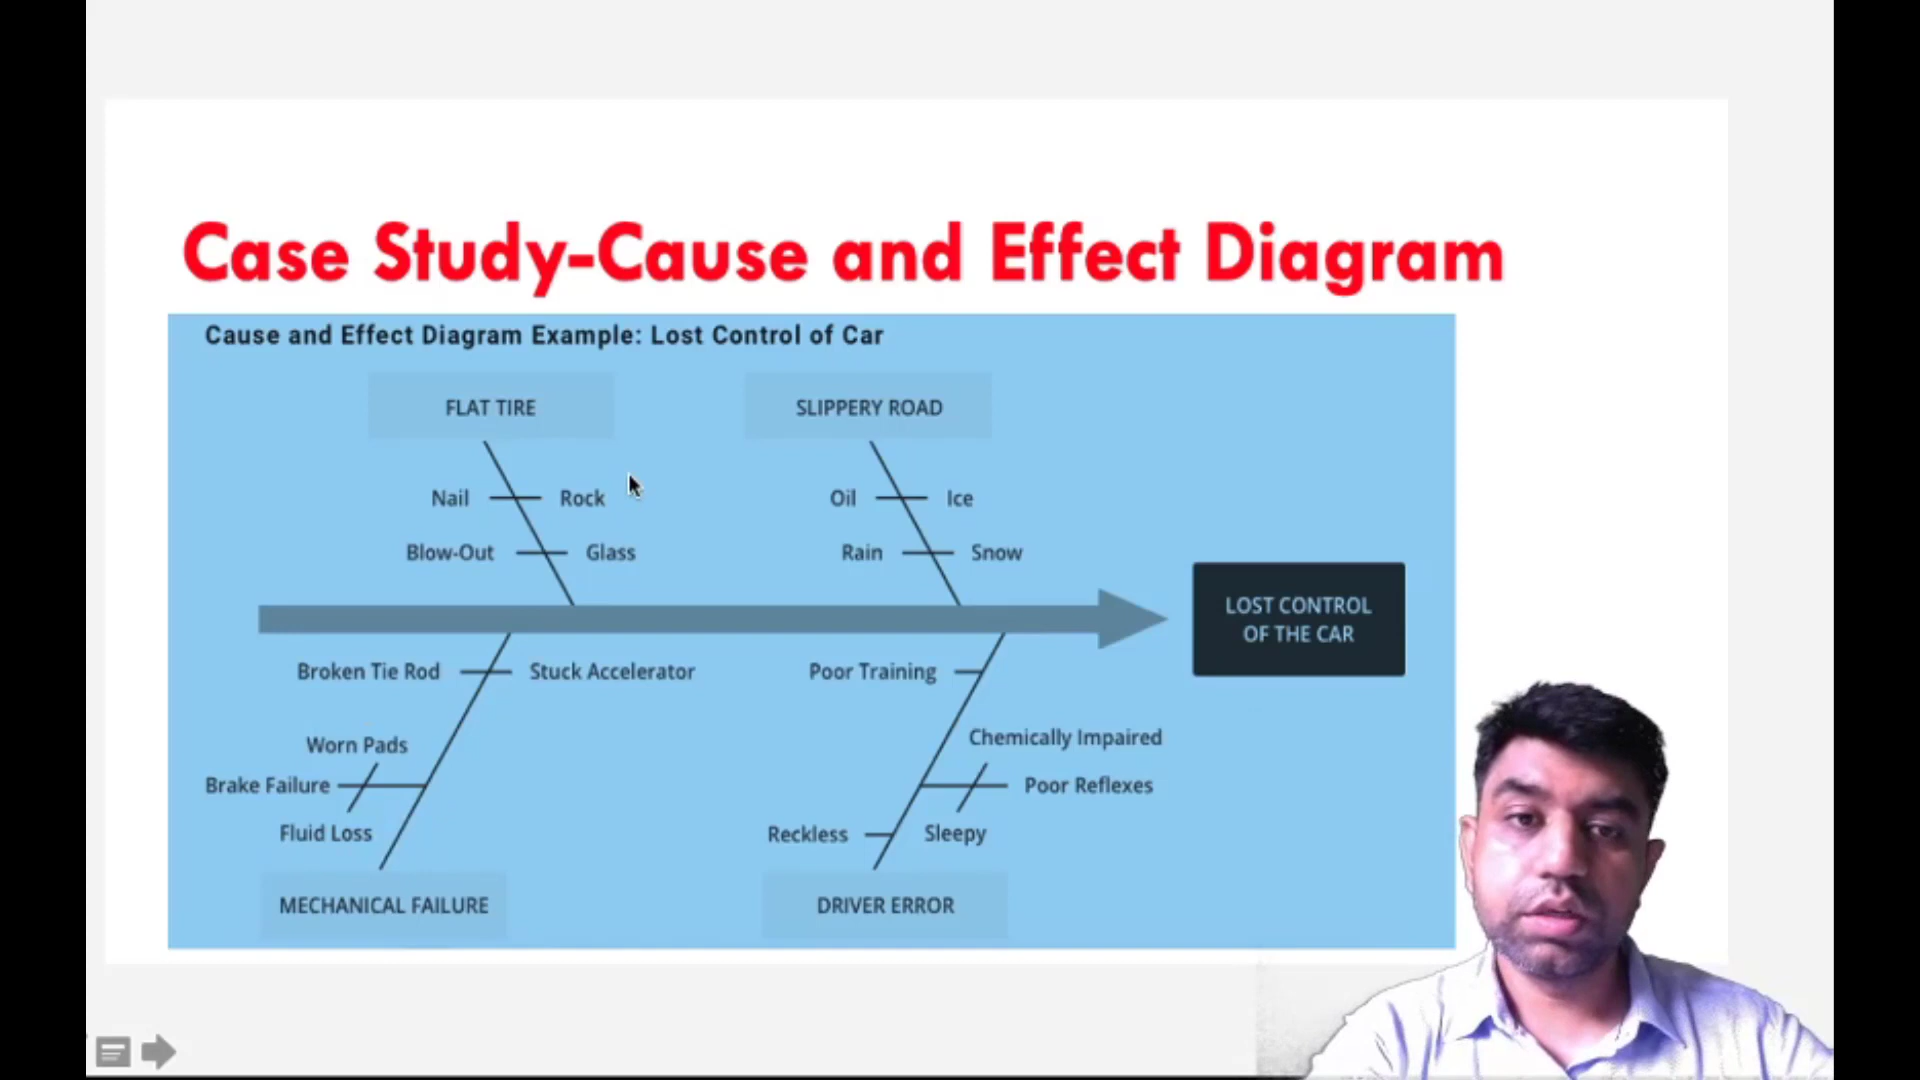 Case Study-Cause and Effect Diagram
Cause and Effect Diagram Example: Lost Control of Car
FLAT TIRE
SLIPPERY ROAD
Nail
Rock
Oil
Ice
Blow-Out
Glass
Rain
Snow
LOST CONTROL
OF THE CAR
Broken Tie Rod
Stuck Accelerator
Poor Training
Worn Pads
Chemically Impaired
Brake Failure
Poor Reflexes
Fluid Loss
Reckless
Sleepy
MECHANICAL FAILURE
DRIVER ERROR